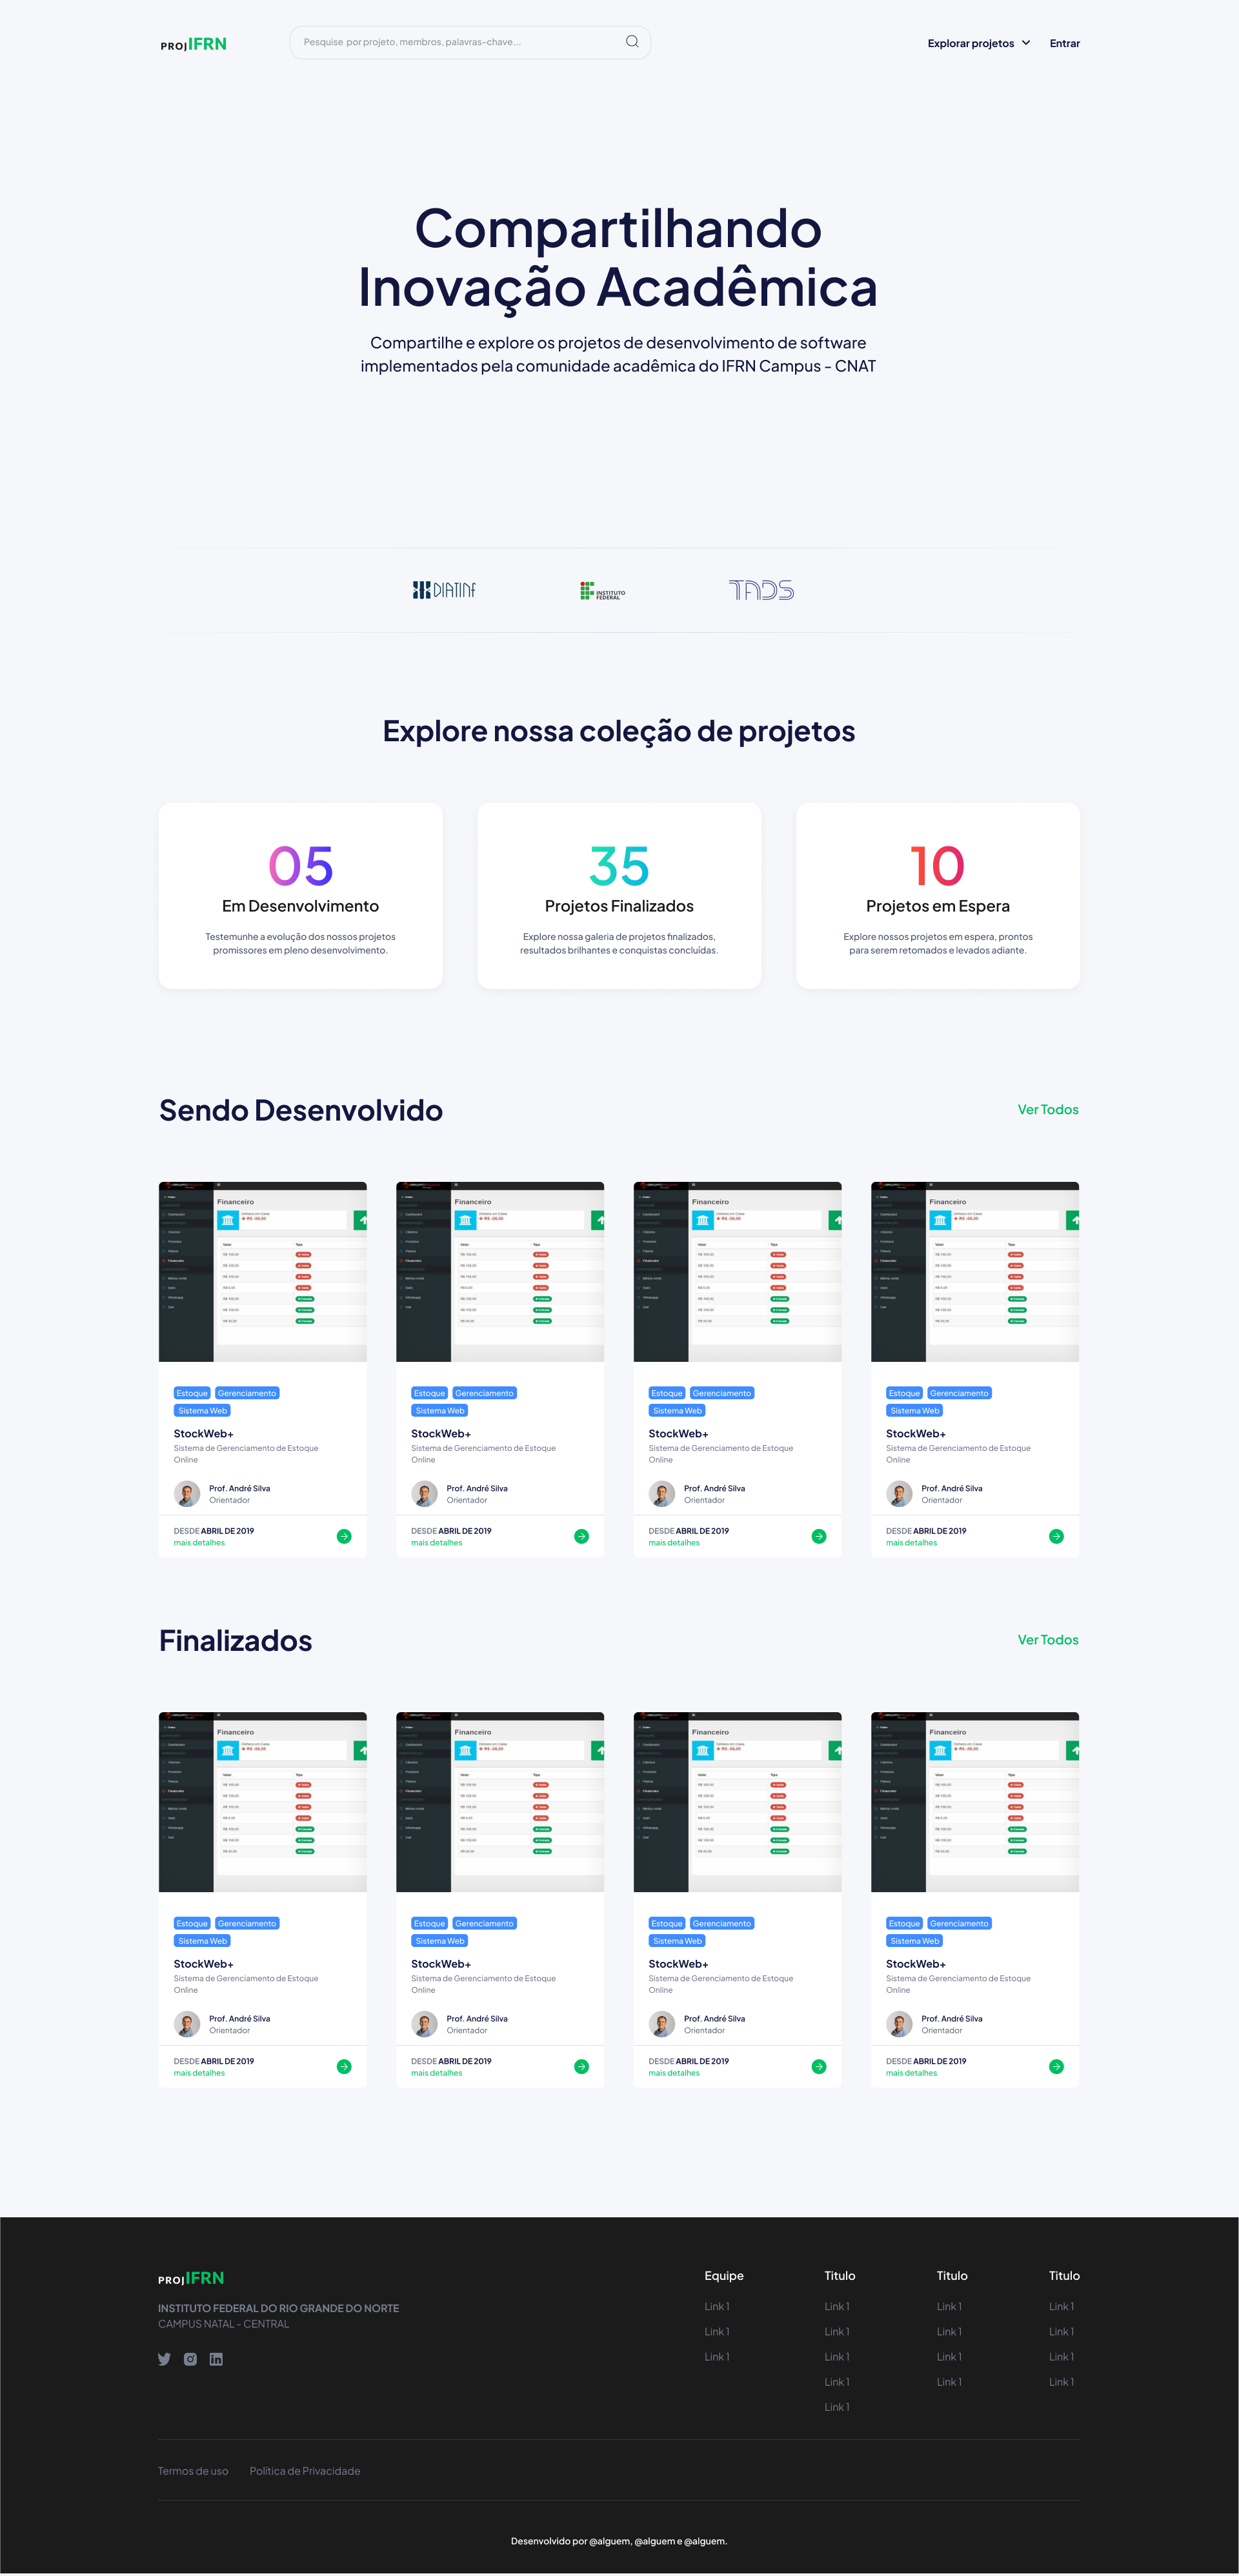 PROJIFRN
Pesquise por projeto, membros, palavras-chave...
Explorar projetos
Entrar
Compartilhando
Inovação Acadêmica
Compartilhe e explore os projetos de desenvolvimento de software
implementados pela comunidade acadêmica do IFRN Campus - CNAT
DIATINF
INSTITUTO
FEDERAL
TADS
Explore nossa coleção de projetos
05
Em Desenvolvimento
Testemunhe a evolução dos nossos projetos
promissores em pleno desenvolvimento.
35
Projetos Finalizados
Explore nossa galeria de projetos finalizados,
resultados brilhantes e conquistas concluídas.
10
Projetos em Espera
Explore nossos projetos em espera, prontos
para serem retomados e levados adiante.
Sendo Desenvolvido
Ver Todos
Financeiro
Estoque Gerenciamento
Sistema Web
StockWeb+
Sistema de Gerenciamento de Estoque
Online
Prof. André Silva
Orientador
DESDE ABRIL DE 2019
mais detalhes
Financeiro
Estoque Gerenciamento
Sistema Web
StockWeb+
Sistema de Gerenciamento de Estoque
Online
Prof. André Silva
Orientador
DESDE ABRIL DE 2019
mais detalhes
Financeiro
Estoque Gerenciamento
Sistema Web
StockWeb+
Sistema de Gerenciamento de Estoque
Online
Prof. André Silva
Orientador
DESDE ABRIL DE 2019
mais detalhes
Financeiro
Estoque Gerenciamento
Sistema Web
StockWeb+
Sistema de Gerenciamento de Estoque
Online
Prof. André Silva
Orientador
DESDE ABRIL DE 2019
mais detalhes
Finalizados
Ver Todos
Financeiro
Estoque Gerenciamento
Sistema Web
StockWeb+
Sistema de Gerenciamento de Estoque
Online
Prof. André Silva
Orientador
DESDE ABRIL DE 2019
mais detalhes
Financeiro
Estoque Gerenciamento
Sistema Web
StockWeb+
Sistema de Gerenciamento de Estoque
Online
Prof. André Silva
Orientador
DESDE ABRIL DE 2019
mais detalhes
Financeiro
Estoque Gerenciamento
Sistema Web
StockWeb+
Sistema de Gerenciamento de Estoque
Online
Prof. André Silva
Orientador
DESDE ABRIL DE 2019
mais detalhes
Financeiro
Estoque Gerenciamento
Sistema Web
StockWeb+
Sistema de Gerenciamento de Estoque
Online
Prof. André Silva
Orientador
DESDE ABRIL DE 2019
mais detalhes
PROJIFRN
INSTITUTO FEDERAL DO RIO GRANDE DO NORTE
CAMPUS NATAL - CENTRAL
Equipe
Link 1
Link 1
Link 1
Titulo
Link 1
Link 1
Link 1
Link 1
Link 1
Titulo
Link 1
Link 1
Link 1
Link 1
Titulo
Link 1
Link 1
Link 1
Link 1
Termos de uso
Política de Privacidade
Desenvolvido por @alguem, @alguem e @alguem.